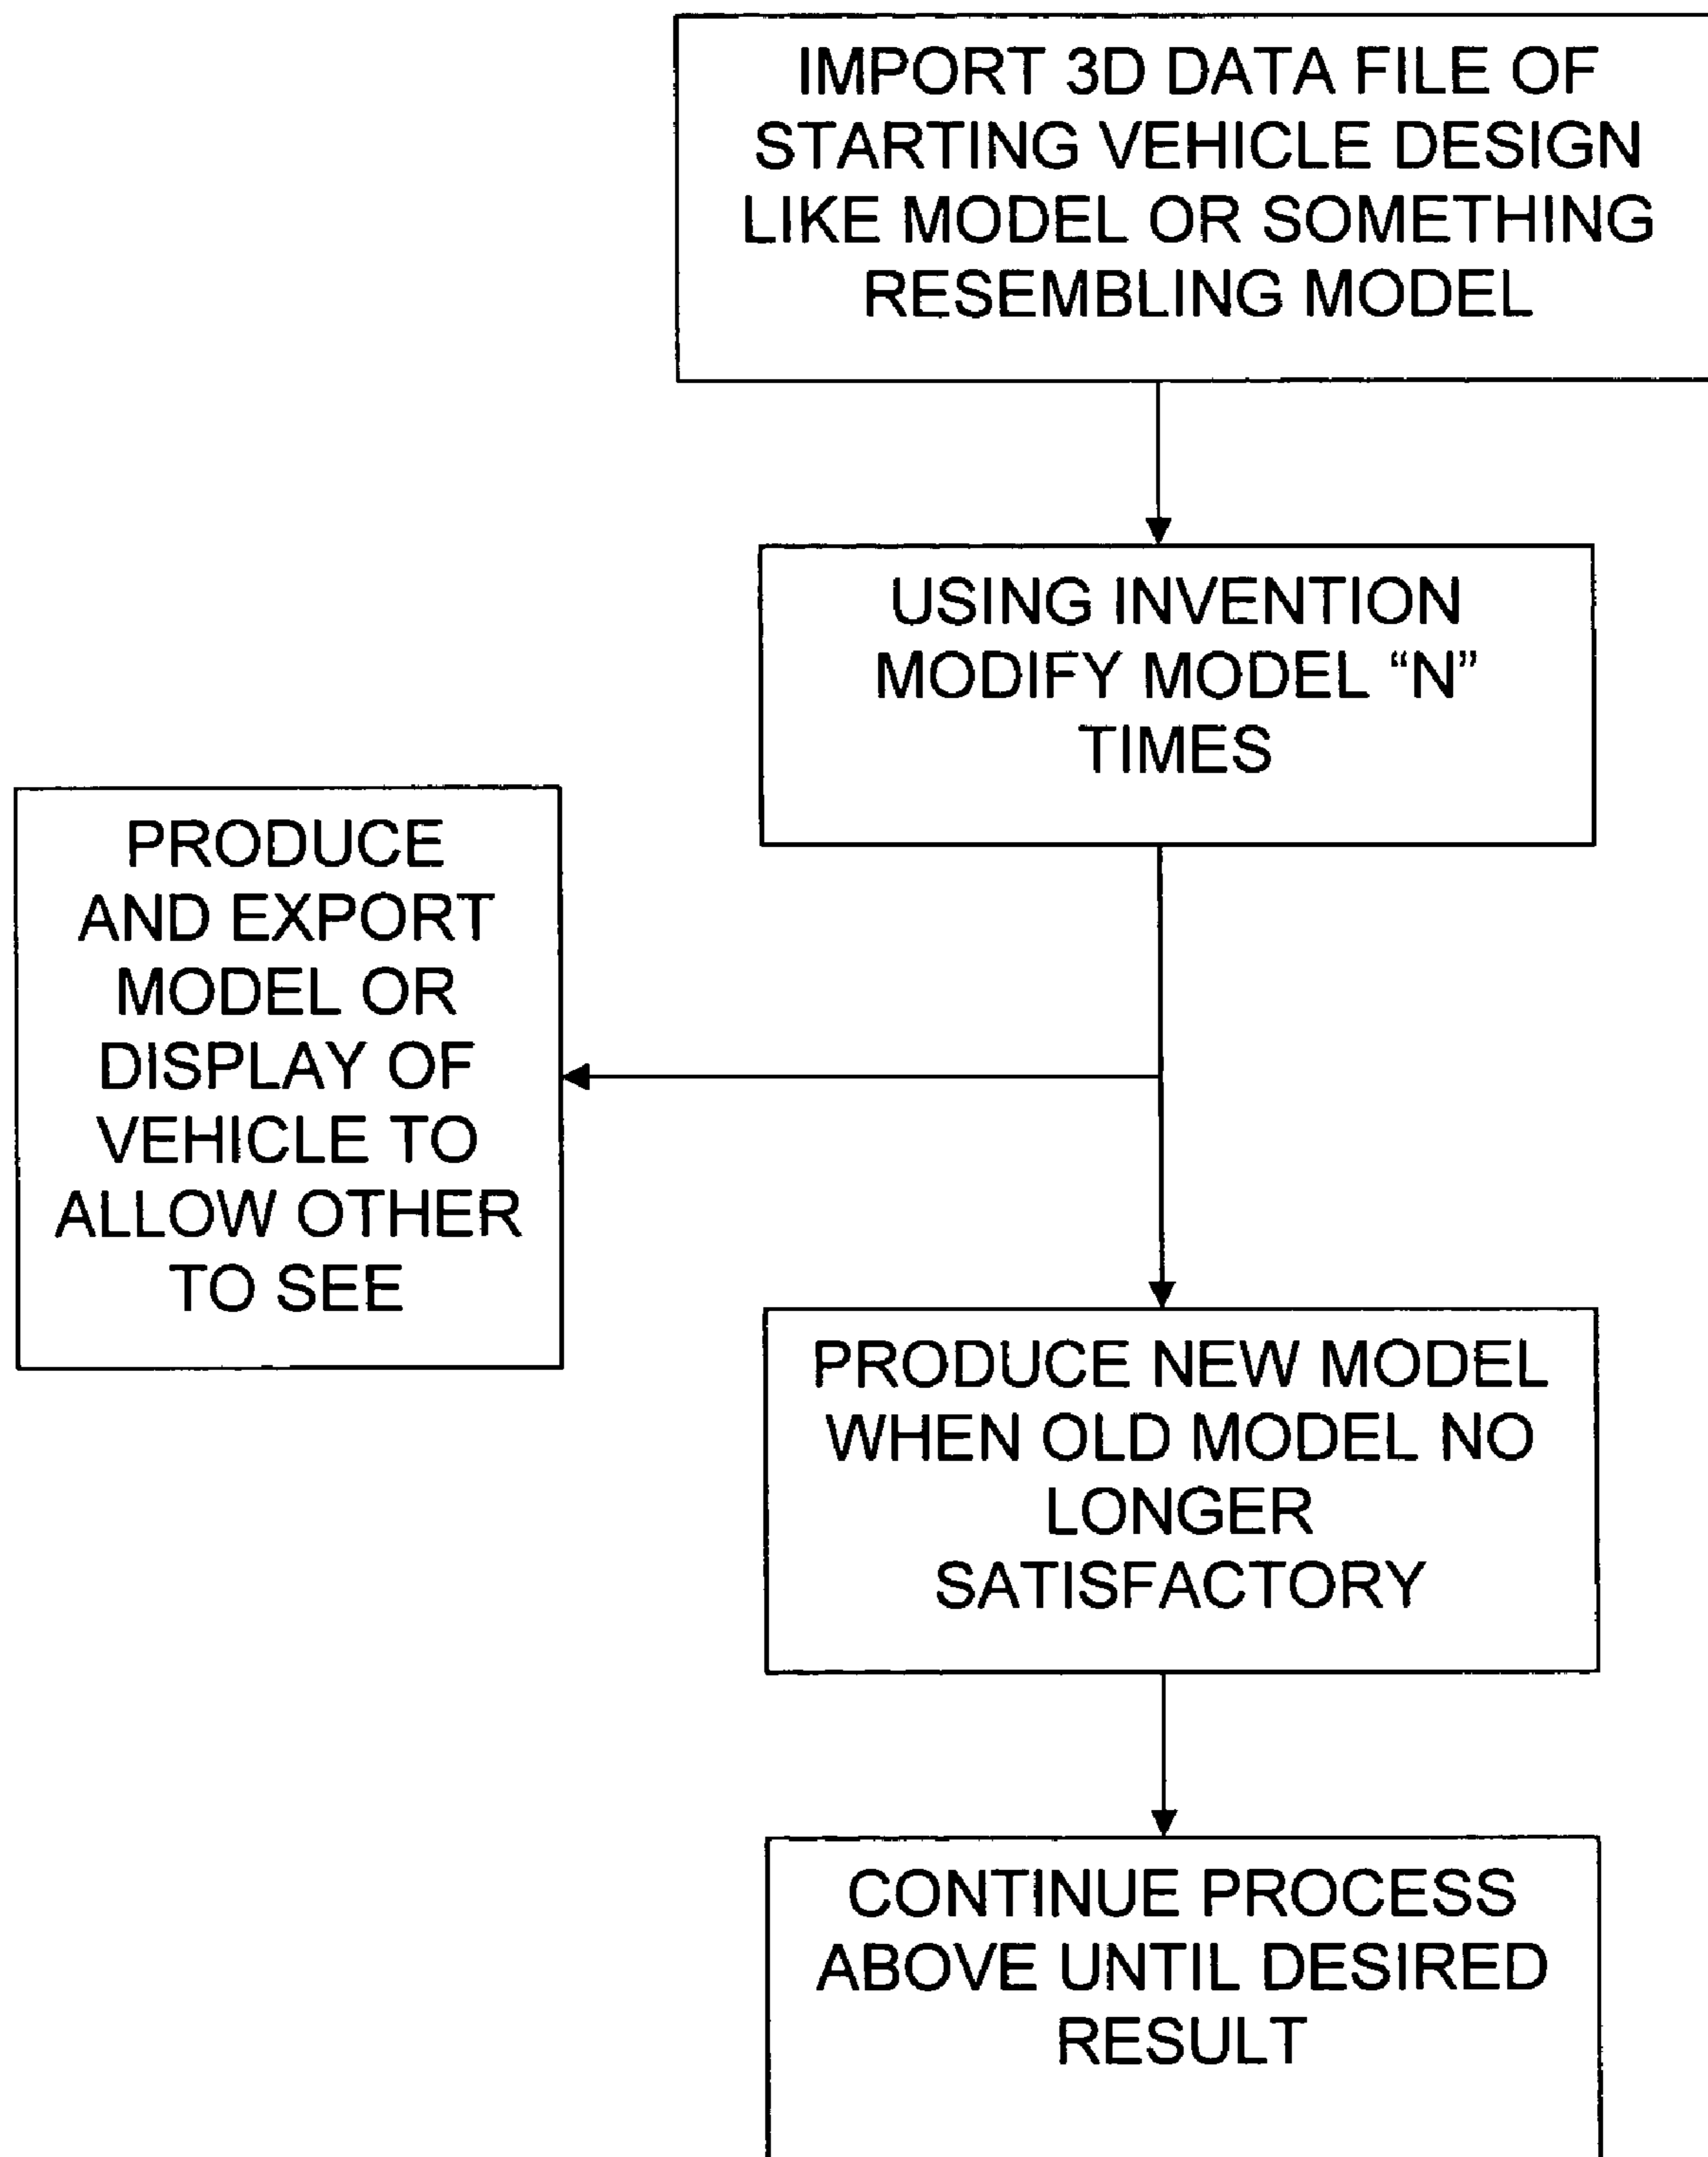 IMPORT 3D DATA FILE OF
STARTING VEHICLE DESIGN
LIKE MODEL OR SOMETHING
RESEMBLING MODEL
USING INVENTION
MODIFY MODEL “N”
TIMES
PRODUCE
AND EXPORT
MODEL OR
DISPLAY OF
VEHICLE TO
ALLOW OTHER
TO SEE
PRODUCE NEW MODEL
WHEN OLD MODEL NO
LONGER
SATISFACTORY
CONTINUE PROCESS
ABOVE UNTIL DESIRED
RESULT